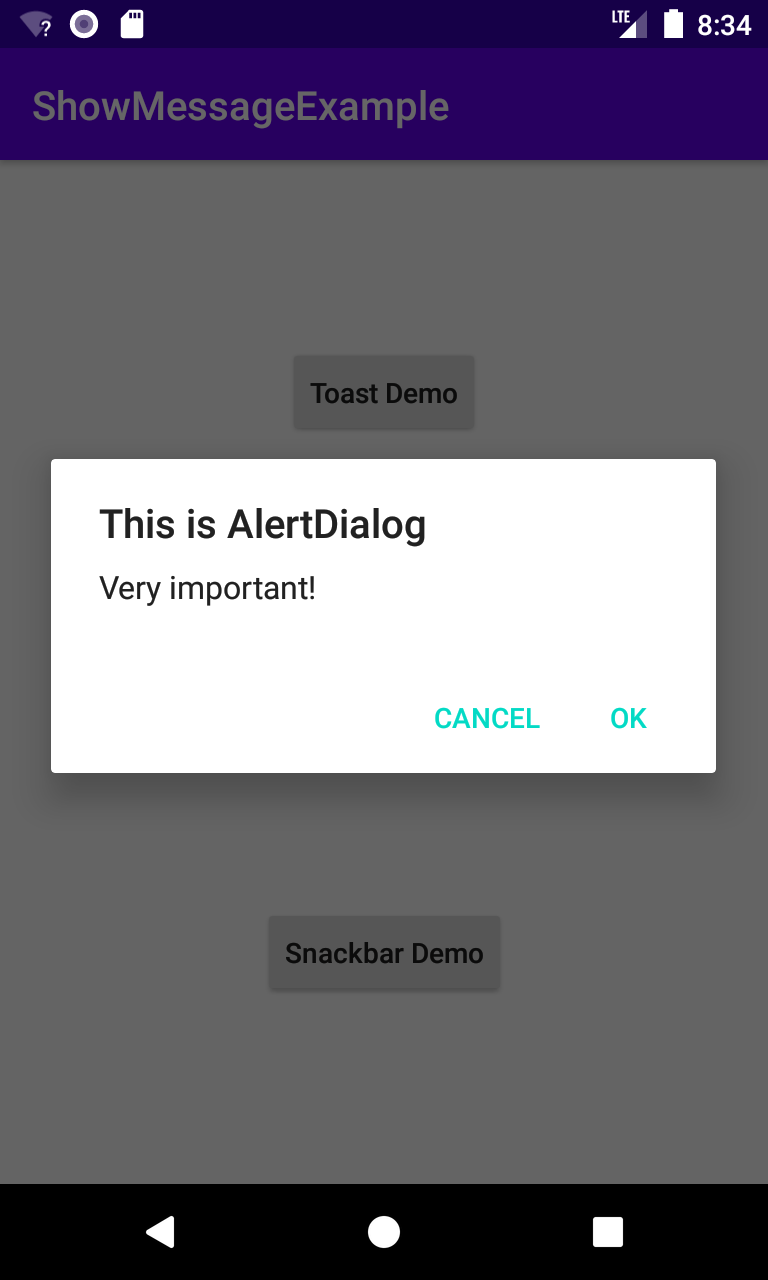 ? LTE 8:34
ShowMessageExample
Toast Demo
This is AlertDialog
Very important!
CANCEL OK
Snackbar Demo